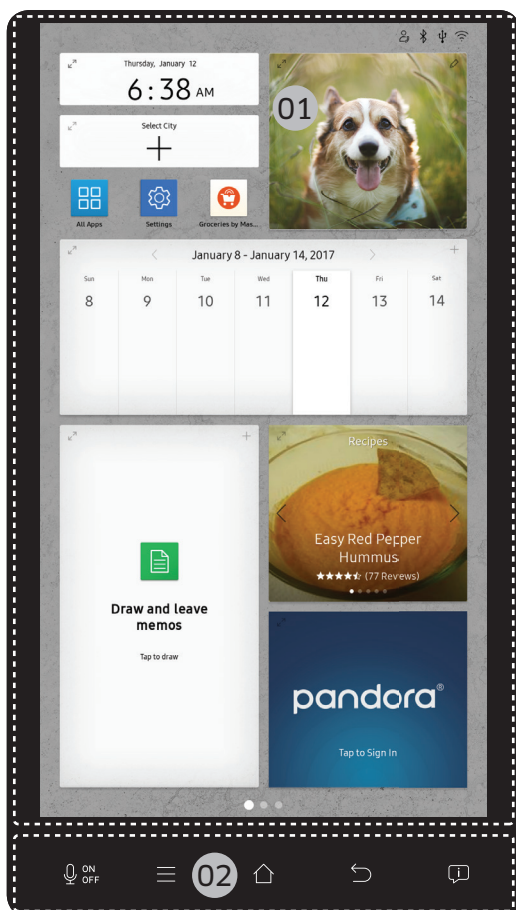 Thursday, January 12
6:38 AM
01
Select City
All Apps
Settings
Groceries by Mas...
January 8 - January 14, 2017
Sun Mon Tue Wed Thu Fri Sat
8 9 10 11 12 13 14
Recipes
Easy Red Pepper
Hummus
(77 Reviews)
Draw and leave
memos
Tap to draw
pandora®
Tap to Sign In
ON
OFF
02